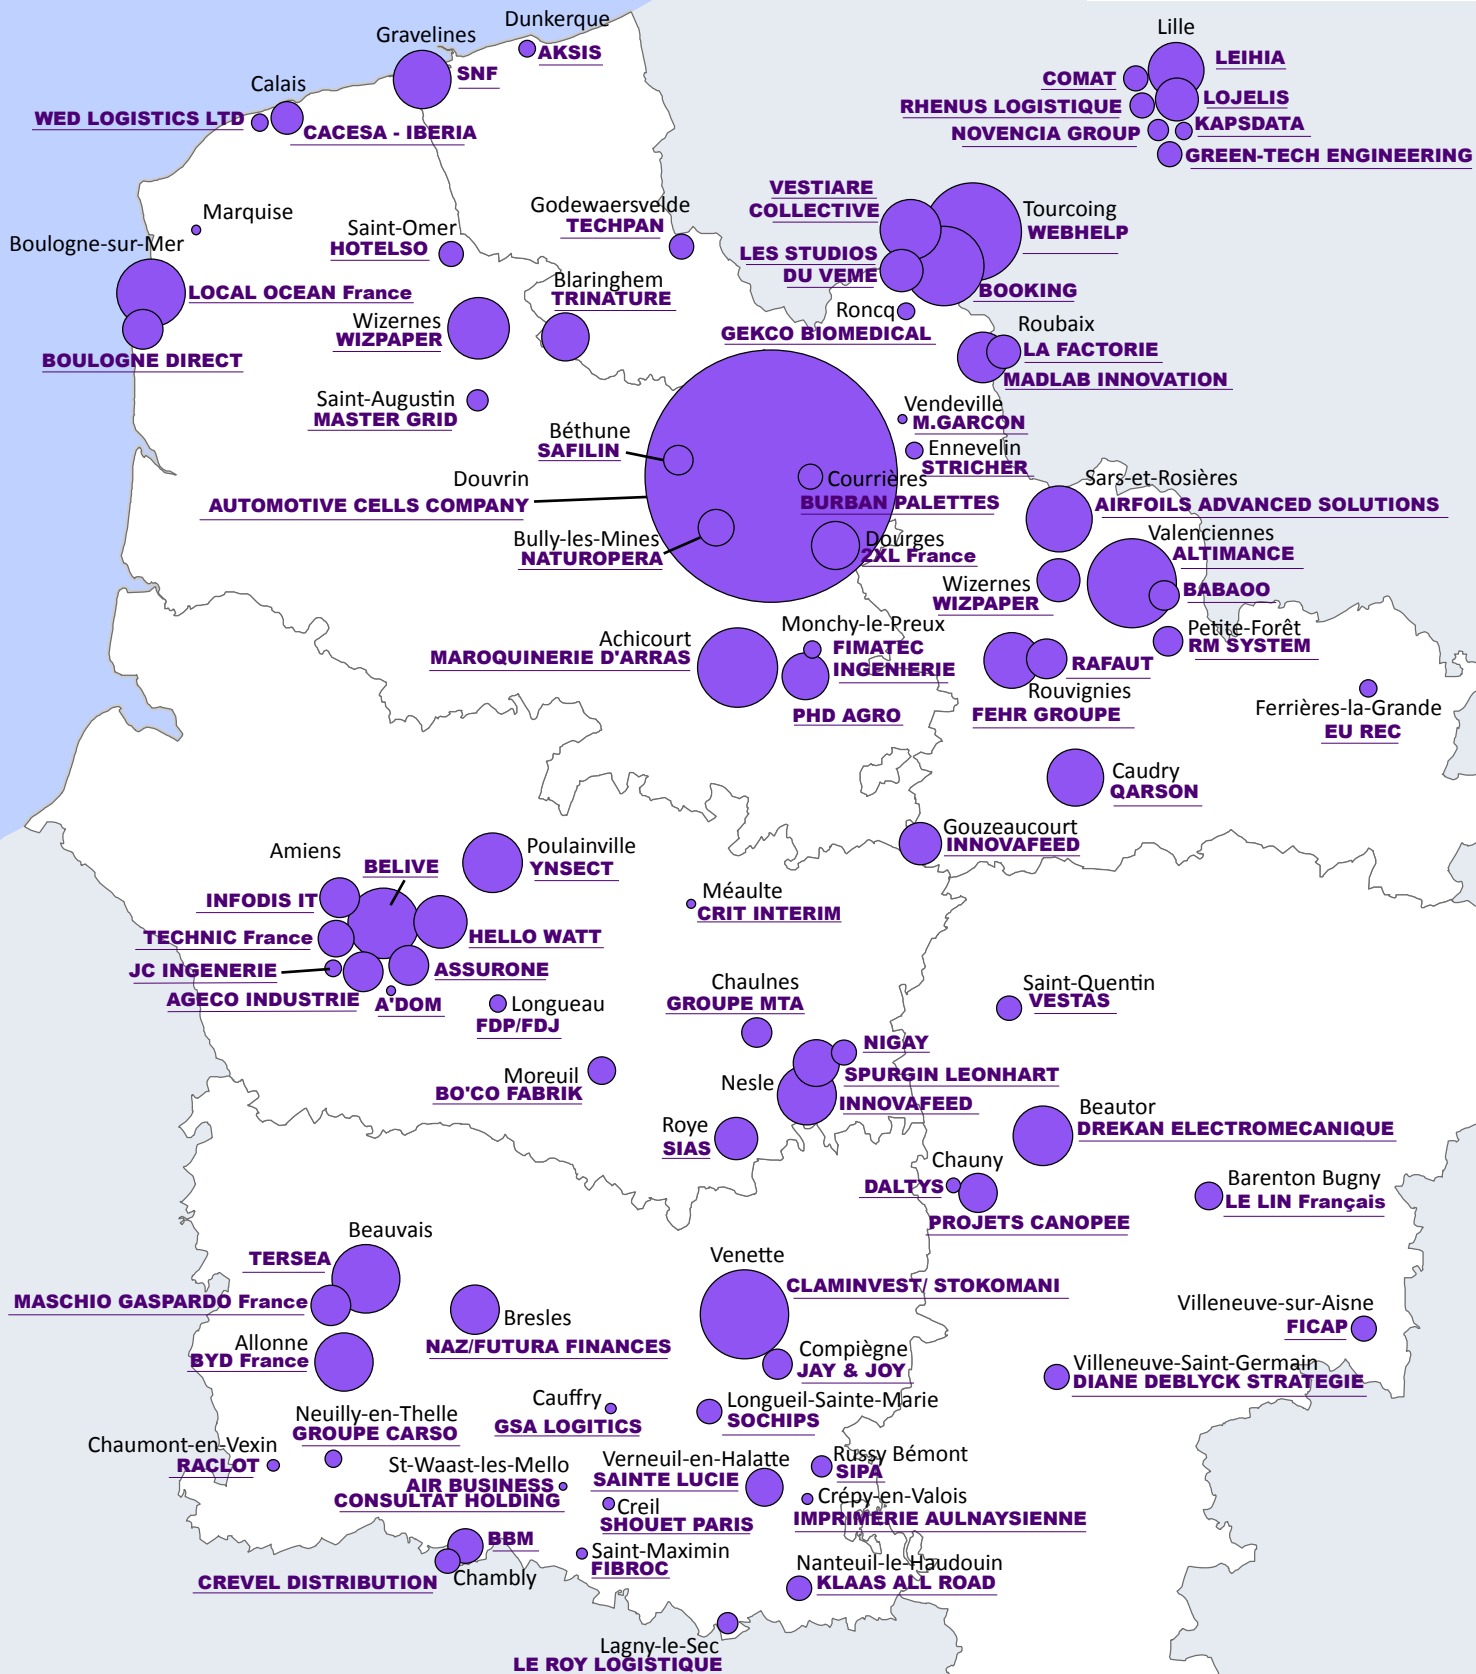 Dunkerque
AKSIS
Gravelines
SNF
Calais
WED LOGISTICS LTD
CACESA - IBERIA
Lille
LEIHIA
COMAT
RHENUS LOGISTIQUE
LOJELIS
NOVENCIA GROUP
KAPSDATA
GREEN-TECH ENGINEERING
Marquise
Boulogne-sur-Mer
LOCAL OCEAN France
BOULOGNE DIRECT
Saint-Omer
HOTELSO
Godewaersvelde
TECHPAN
VESTIARE
COLLECTIVE
Tourcoing
WEBHELP
LES STUDIOS
DU VEME
BOOKING
Blaringhem
TRINATURE
Wizernes
WIZPAPER
Roncq
GEKCO BIOMEDICAL
Roubaix
LA FACTORIE
MADLAB INNOVATION
Saint-Augustin
MASTER GRID
Vendeville
M.GARCON
Béthune
SAFILIN
Ennevelin
STRICHER
Douvrin
AUTOMOTIVE CELLS COMPANY
Courrières
BURBAN PALETTES
Sars-et-Rosières
AIRFOILS ADVANCED SOLUTIONS
Bully-les-Mines
NATUROPERA
Dourges
2XL France
Valenciennes
ALTIMANCE
BABAOO
Wizernes
WIZPAPER
Petite-Forêt
RM SYSTEM
Achicourt
MAROQUINERIE D'ARRAS
Monchy-le-Preux
FIMATEC
INGENIERIE
PHD AGRO
RAFAUT
Rouvignies
FEHR GROUPE
Ferrières-la-Grande
EU REC
Caudry
QARSON
Gouzeaucourt
INNOVAFEED
Amiens
BELIVE
Poulainville
YNSECT
INFODIS IT
TECHNIC France
HELLO WATT
JC INGENERIE
ASSURONE
AGECO INDUSTRIE
A'DOM
Méaulte
CRIT INTERIM
Longueau
FDP/FDJ
Chaulnes
GROUPE MTA
Saint-Quentin
VESTAS
Moreuil
BO'CO FABRIK
NIGAY
SPURGIN LEONHART
Nesle
INNOVAFEED
Roye
SIAS
Beautor
DREKAN ELECTROMECANIQUE
Chauny
DALTYS
PROJETS CANOPEE
Barenton Bugny
LE LIN Français
Beauvais
TERSEA
MASCHIO GASPARDO France
Allonne
BYD France
Bresles
NAZ/FUTURA FINANCES
Venette
CLAMINVEST/ STOKOMANI
Compiègne
JAY & JOY
Villeneuve-sur-Aisne
FICAP
Villeneuve-Saint-Germain
DIANE DEBLYCK STRATEGIE
Cauffry
GSA LOGITICS
Longueil-Sainte-Marie
SOCHIPS
Neuilly-en-Thelle
GROUPE CARSO
Chaumont-en-Vexin
RACLOT
St-Waast-les-Mello
AIR BUSINESS
CONSULTAT HOLDING
Verneuil-en-Halatte
SAINTE LUCIE
Russy Bémont
SIPA
Creil
SHOUET PARIS
Crépy-en-Valois
IMPRIMERIE AULNAYSIENNE
BBM
Chambly
CREVEL DISTRIBUTION
Saint-Maximin
FIBROC
Nanteuil-le-Haudouin
KLAAS ALL ROAD
Lagny-le-Sec
LE ROY LOGISTIQUE